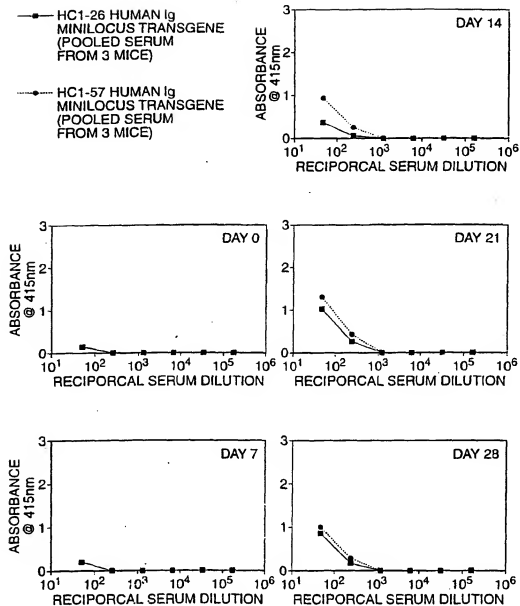 HC1-26 HUMAN Ig
MINILOCUS TRANSGENE
(POOLED SERUM
FROM 3 MICE)
HC1-57 HUMAN Ig
MINILOCUS TRANSGENE
(POOLED SERUM
FROM 3 MICE)
ABSORBANCE
@ 415nm
3
2
1
0
DAY 14
10¹ 10² 10³ 10⁴ 10⁵ 10⁶
RECIPORCAL SERUM DILUTION
ABSORBANCE
@ 415nm
3
2
1
0
DAY 0
10¹ 10² 10³ 10⁴ 10⁵ 10⁶
RECIPORCAL SERUM DILUTION
3
2
1
0
DAY 21
10¹ 10² 10³ 10⁴ 10⁵ 10⁶
RECIPORCAL SERUM DILUTION
ABSORBANCE
@ 415nm
3
2
1
0
DAY 7
10¹ 10² 10³ 10⁴ 10⁵ 10⁶
RECIPORCAL SERUM DILUTION
3
2
1
0
DAY 28
10¹ 10² 10³ 10⁴ 10⁵ 10⁶
RECIPORCAL SERUM DILUTION